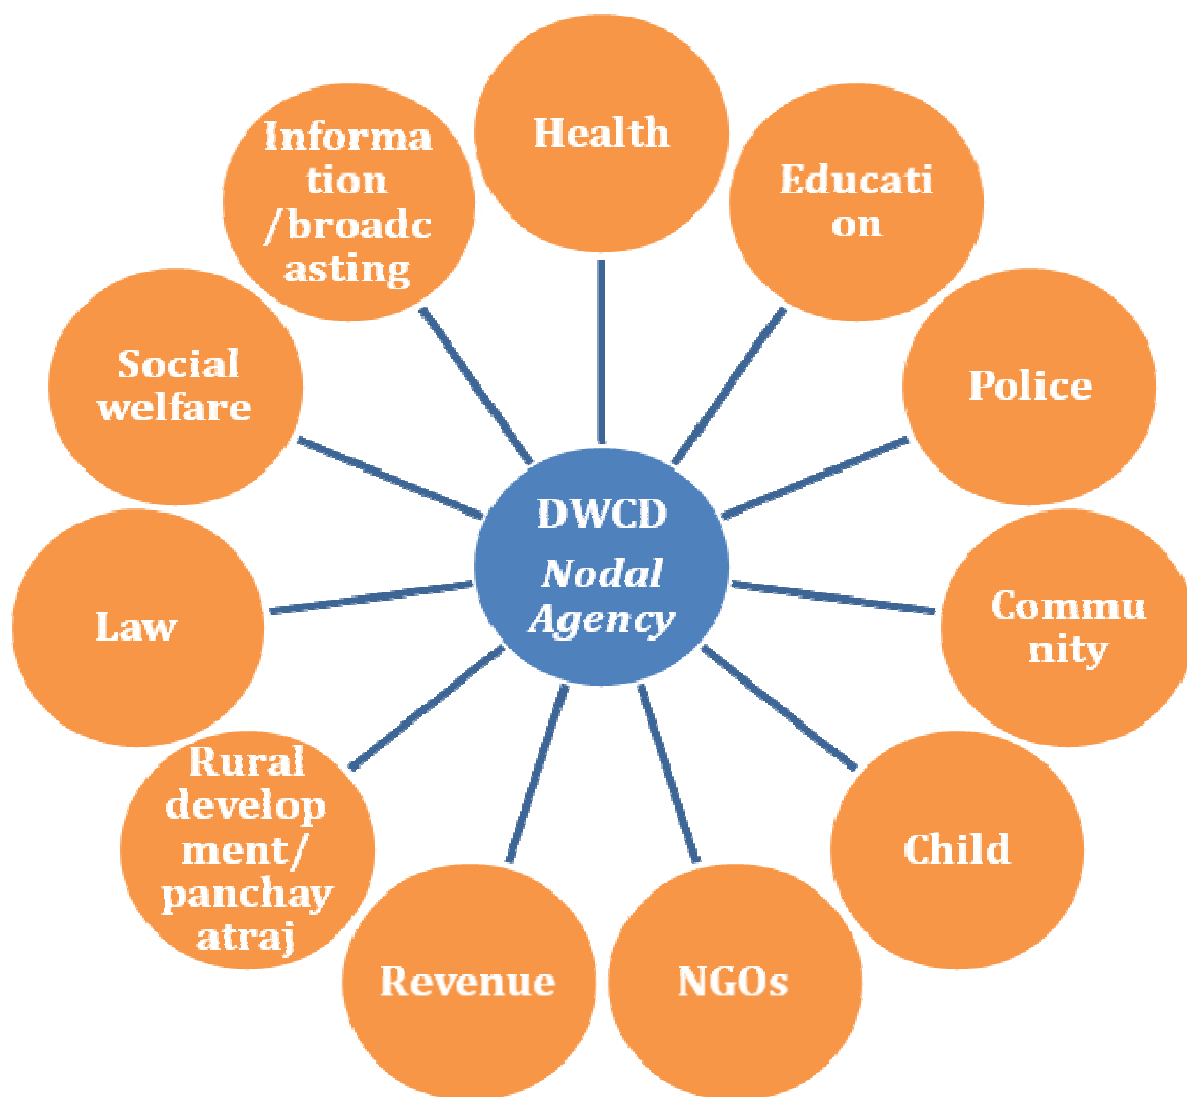 Health
Educati
on
Police
Commu
nity
Child
NGOs
Revenue
Rural
develop
ment/
panchay
atraj
Law
Social
welfare
Informa
tion
/broadc
asting
DWCD
Nodal
Agency